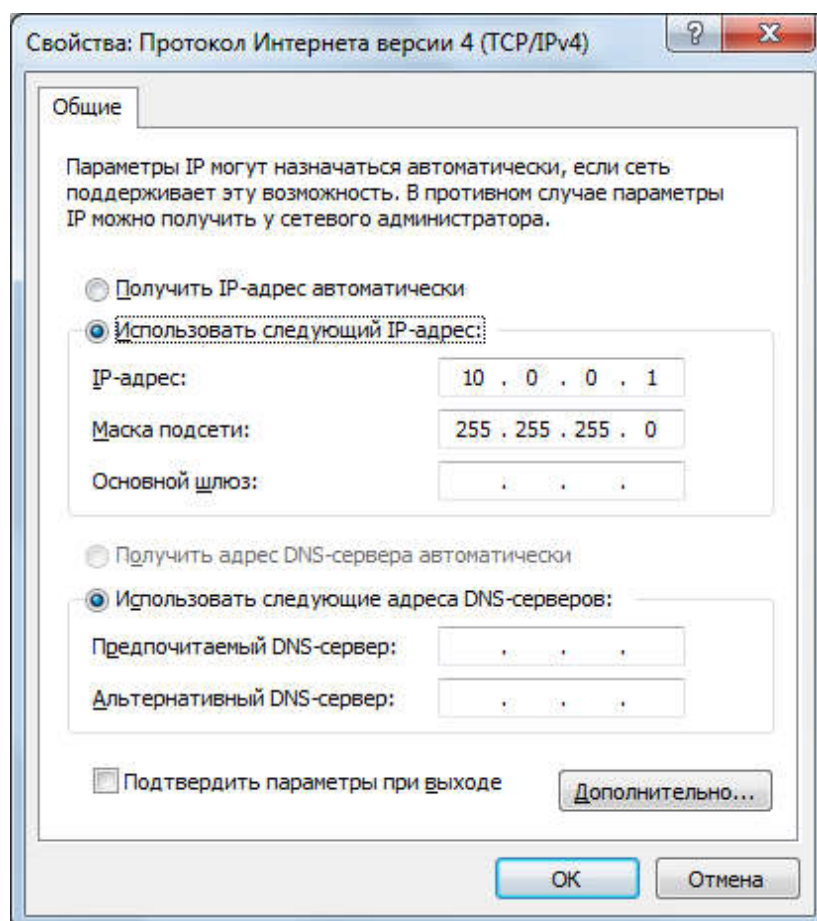 Свойства: Протокол Интернета версии 4 (TCP/IPv4)
Общие
Параметры IP могут назначаться автоматически, если сеть
поддерживает эту возможность. В противном случае параметры
IP можно получить у сетевого администратора.
Получить IP-адрес автоматически
Использовать следующий IP-адрес:
IP-адрес: 10 . 0 . 0 . 1
Маска подсети: 255 . 255 . 255 . 0
Основной шлюз: . . .
Получить адрес DNS-сервера автоматически
Использовать следующие адреса DNS-серверов:
Предпочитаемый DNS-сервер: . . .
Альтернативный DNS-сервер: . . .
Подтвердить параметры при выходе
Дополнительно...
ОК Отмена